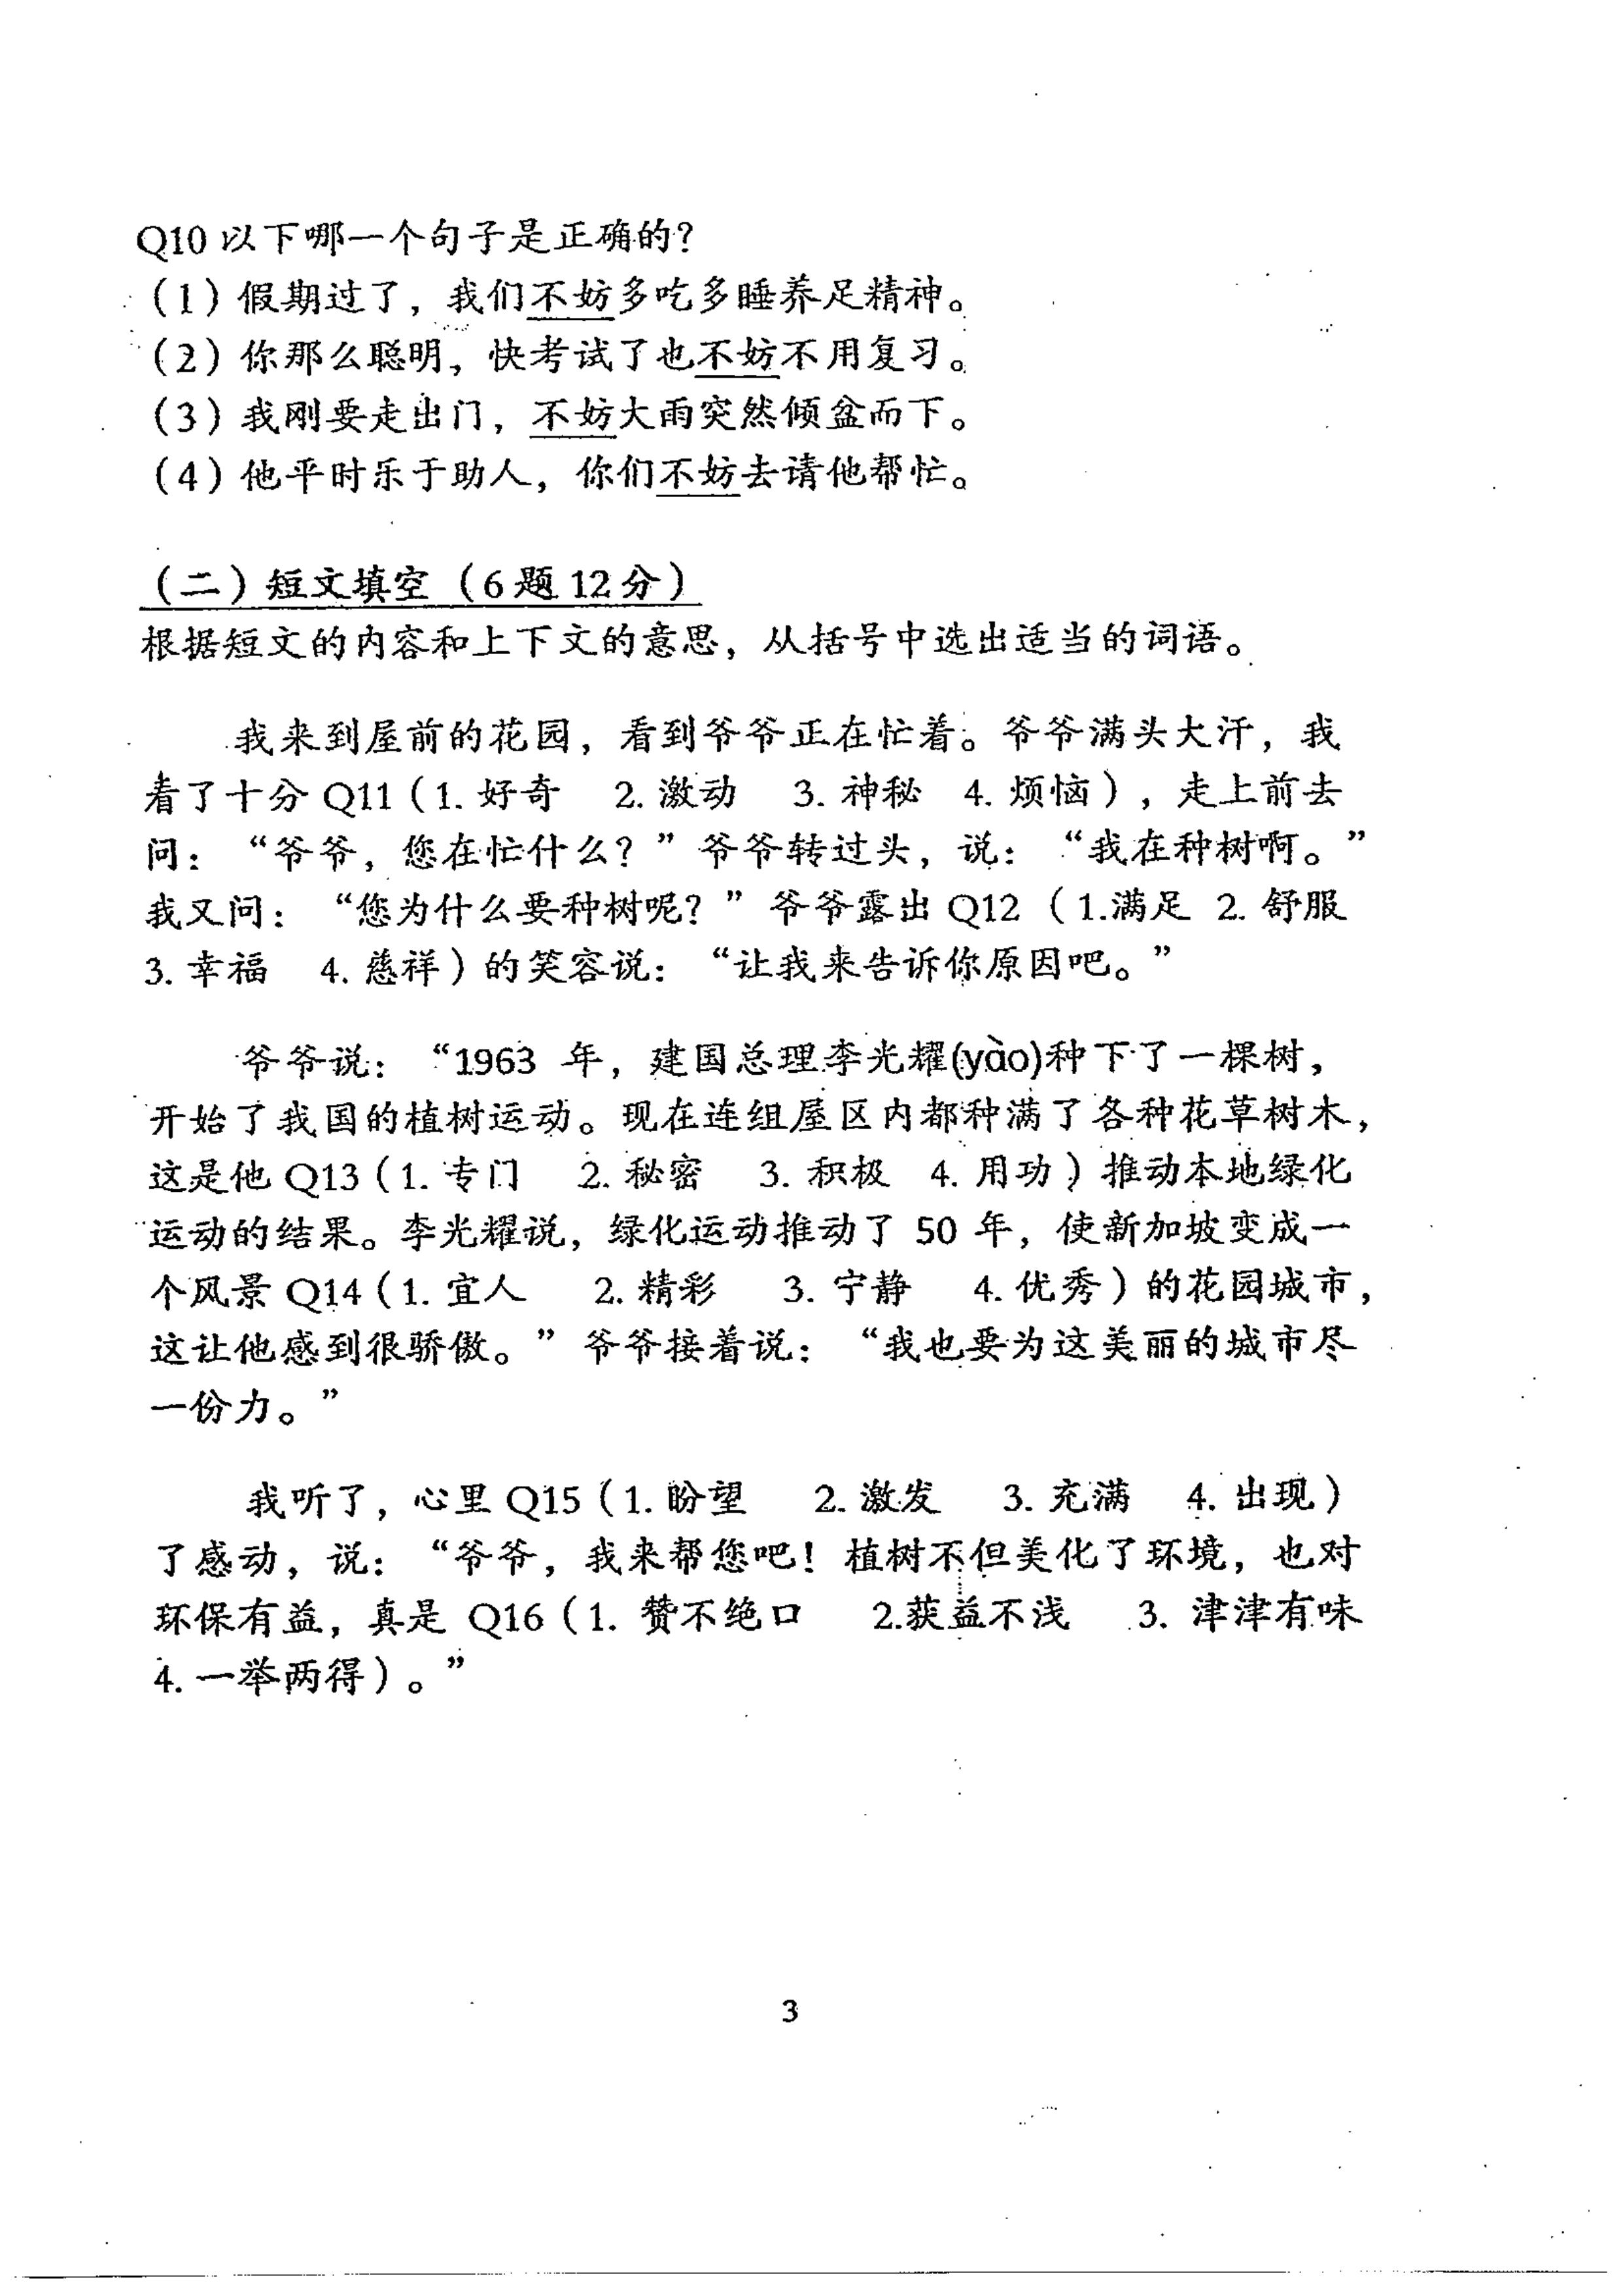 Q10 以下哪一个句子是正确的？
（1）假期过了，我们不妨多吃多睡养足精神。
（2）你那么聪明，快考试了也不妨不用复习。
（3）我刚要走出门，不妨大雨突然倾盆而下。
（4）他平时乐于助人，你们不妨去请他帮忙。
（二）短文填空（6题12分）
根据短文的内容和上下文的意思，从括号中选出适当的词语。
我来到屋前的花园，看到爷爷正在忙着。爷爷满头大汗，我
看了十分 Q11（1. 好奇 2. 激动 3. 神秘 4. 烦恼），走上前去
问：“爷爷，您在忙什么？”爷爷转过头，说：“我在种树啊。”
我又问：“您为什么要种树呢？”爷爷露出 Q12（1.满足 2. 舒服
3. 幸福 4. 慈祥）的笑容说：“让我来告诉你原因吧。”
爷爷说：“1963 年，建国总理李光耀(yào)种下了一棵树，
开始了我国的植树运动。现在连组屋区内都种满了各种花草树木，
这是他 Q13（1. 专门 2. 秘密 3. 积极 4. 用功）推动本地绿化
运动的结果。李光耀说，绿化运动推动了 50 年，使新加坡变成一
个风景 Q14（1. 宜人 2. 精彩 3. 宁静 4. 优秀）的花园城市，
这让他感到很骄傲。”爷爷接着说：“我也要为这美丽的城市尽
一份力。”
我听了，心里 Q15（1. 盼望 2. 激发 3. 充满 4. 出现）
了感动，说：“爷爷，我来帮您吧！植树不但美化了环境，也对
环保有益，真是 Q16（1. 赞不绝口 2.获益不浅 3. 津津有味
4. 一举两得）。”
3